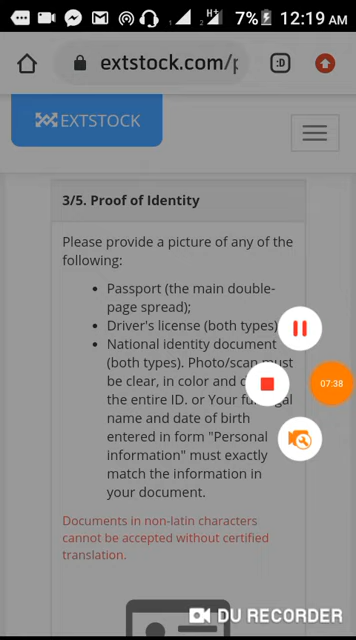 7% 12:19 AM
extstock.com/p
:D
EXTSTOCK
3/5. Proof of Identity
Please provide a picture of any of the
following:
Passport (the main double-
page spread);
Driver's license (both types)
National identity document
(both types). Photo/scan must
be clear, in color and
the entire ID. or Your
name and date of birth
entered in form "Personal
information" must exactly
match the information in
your document.
Documents in non-latin characters
cannot be accepted without certified
translation.
07:38
DU RECORDER